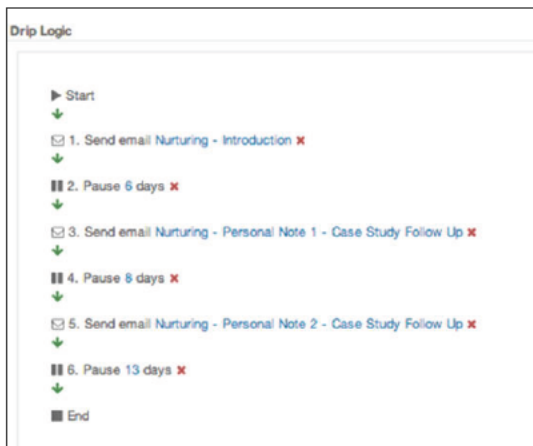 Drip Logic
Start
1. Send email Nurturing - Introduction
2. Pause 6 days
3. Send email Nurturing - Personal Note 1 - Case Study Follow Up
4. Pause 8 days
5. Send email Nurturing - Personal Note 2 - Case Study Follow Up
6. Pause 13 days
End